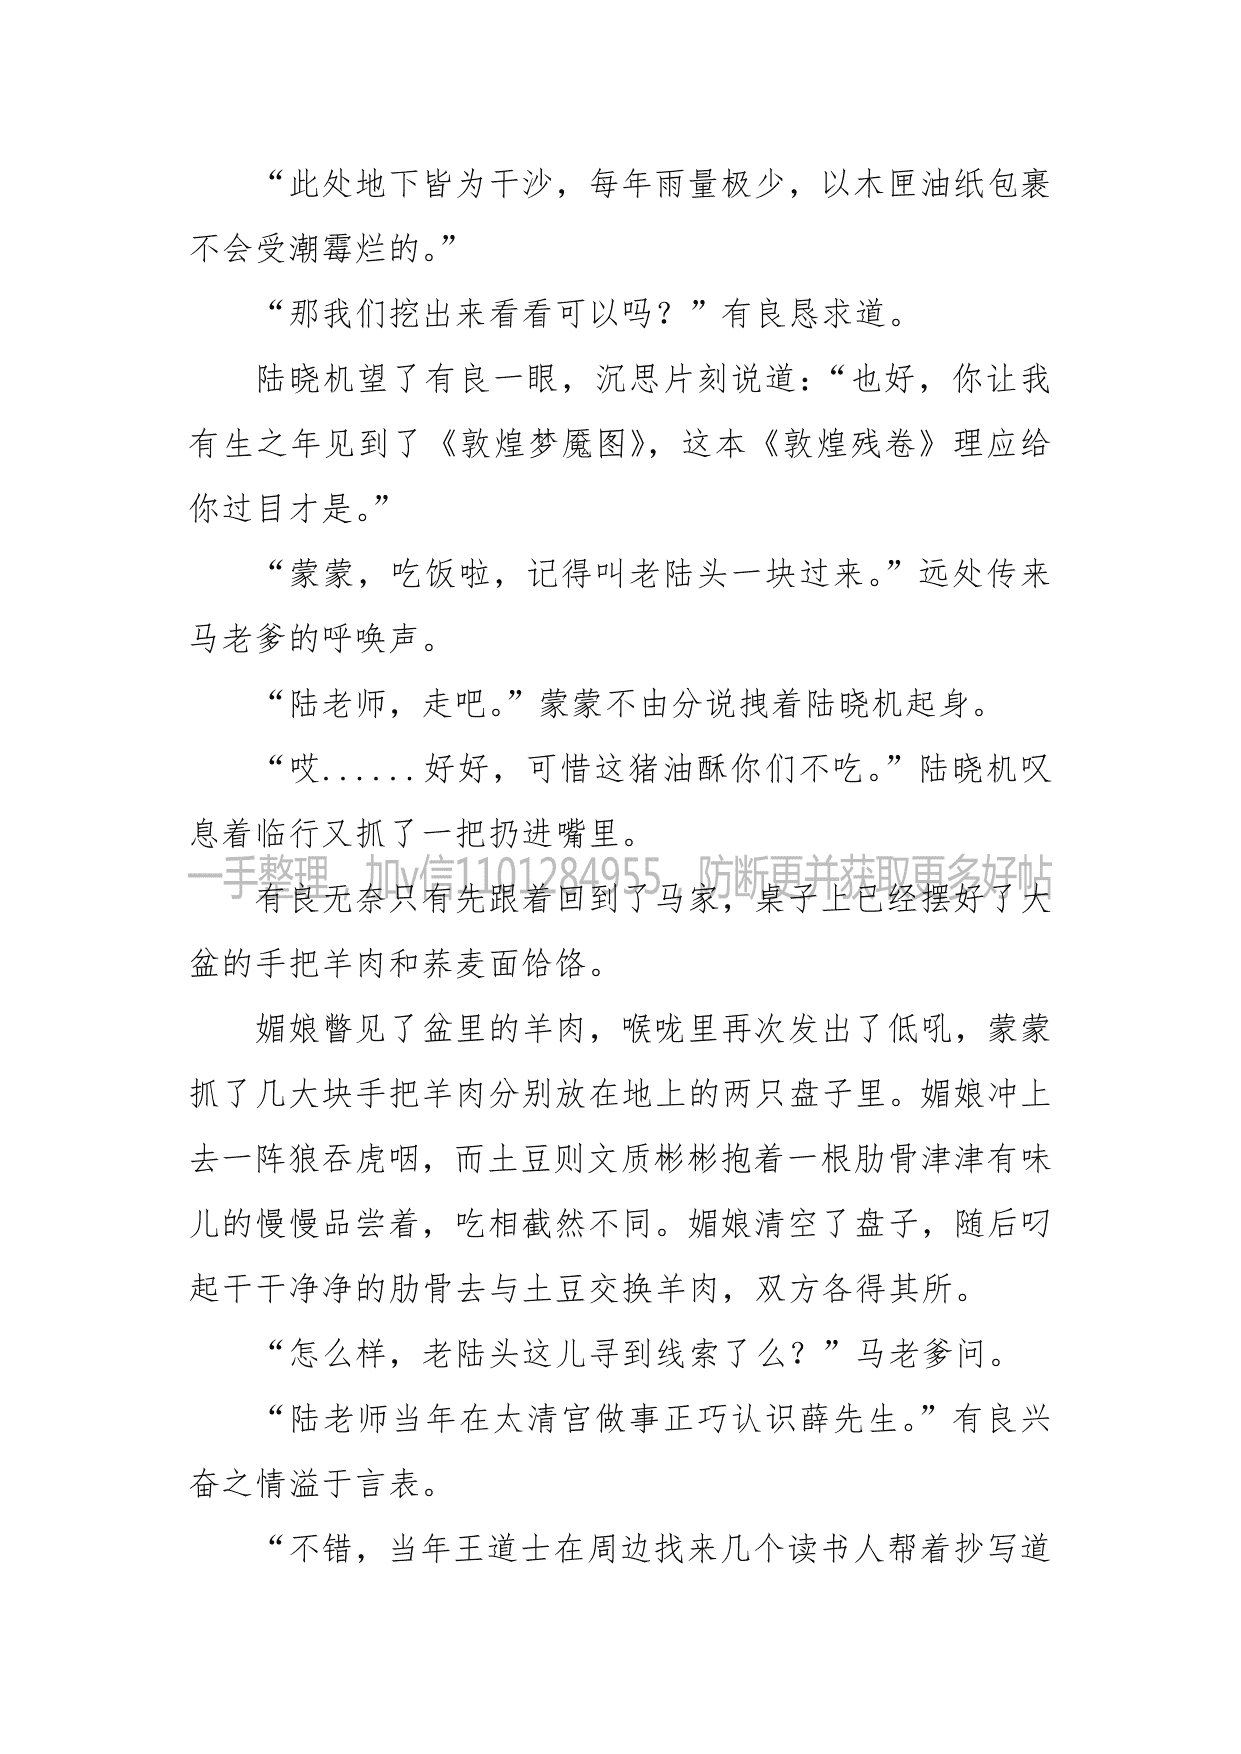 “此处地下皆为干沙，每年雨量极少，以木匣油纸包裹
不会受潮霉烂的。”
“那我们挖出来看看可以吗？”有良恳求道。
陆晓机望了有良一眼，沉思片刻说道：“也好，你让我
有生之年见到了《敦煌梦魇图》，这本《敦煌残卷》理应给
你过目才是。”
“蒙蒙，吃饭啦，记得叫老陆头一块过来。”远处传来
马老爹的呼唤声。
“陆老师，走吧。”蒙蒙不由分说拽着陆晓机起身。
“哎......好好，可惜这猪油酥你们不吃。”陆晓机叹
息着临行又抓了一把扔进嘴里。
一手整理，加v信1101284955，防断更并获取更多好帖
有良无奈只有先跟着回到了马家，桌子上已经摆好了大
盆的手把羊肉和荞麦面饸饹。
媚娘瞥见了盆里的羊肉，喉咙里再次发出了低吼，蒙蒙
抓了几大块手把羊肉分别放在地上的两只盘子里。媚娘冲上
去一阵狼吞虎咽，而土豆则文质彬彬抱着一根肋骨津津有味
儿的慢慢品尝着，吃相截然不同。媚娘清空了盘子，随后叼
起干干净净的肋骨去与土豆交换羊肉，双方各得其所。
“怎么样，老陆头这儿寻到线索了么？”马老爹问。
“陆老师当年在太清宫做事正巧认识薛先生。”有良兴
奋之情溢于言表。
“不错，当年王道士在周边找来几个读书人帮着抄写道